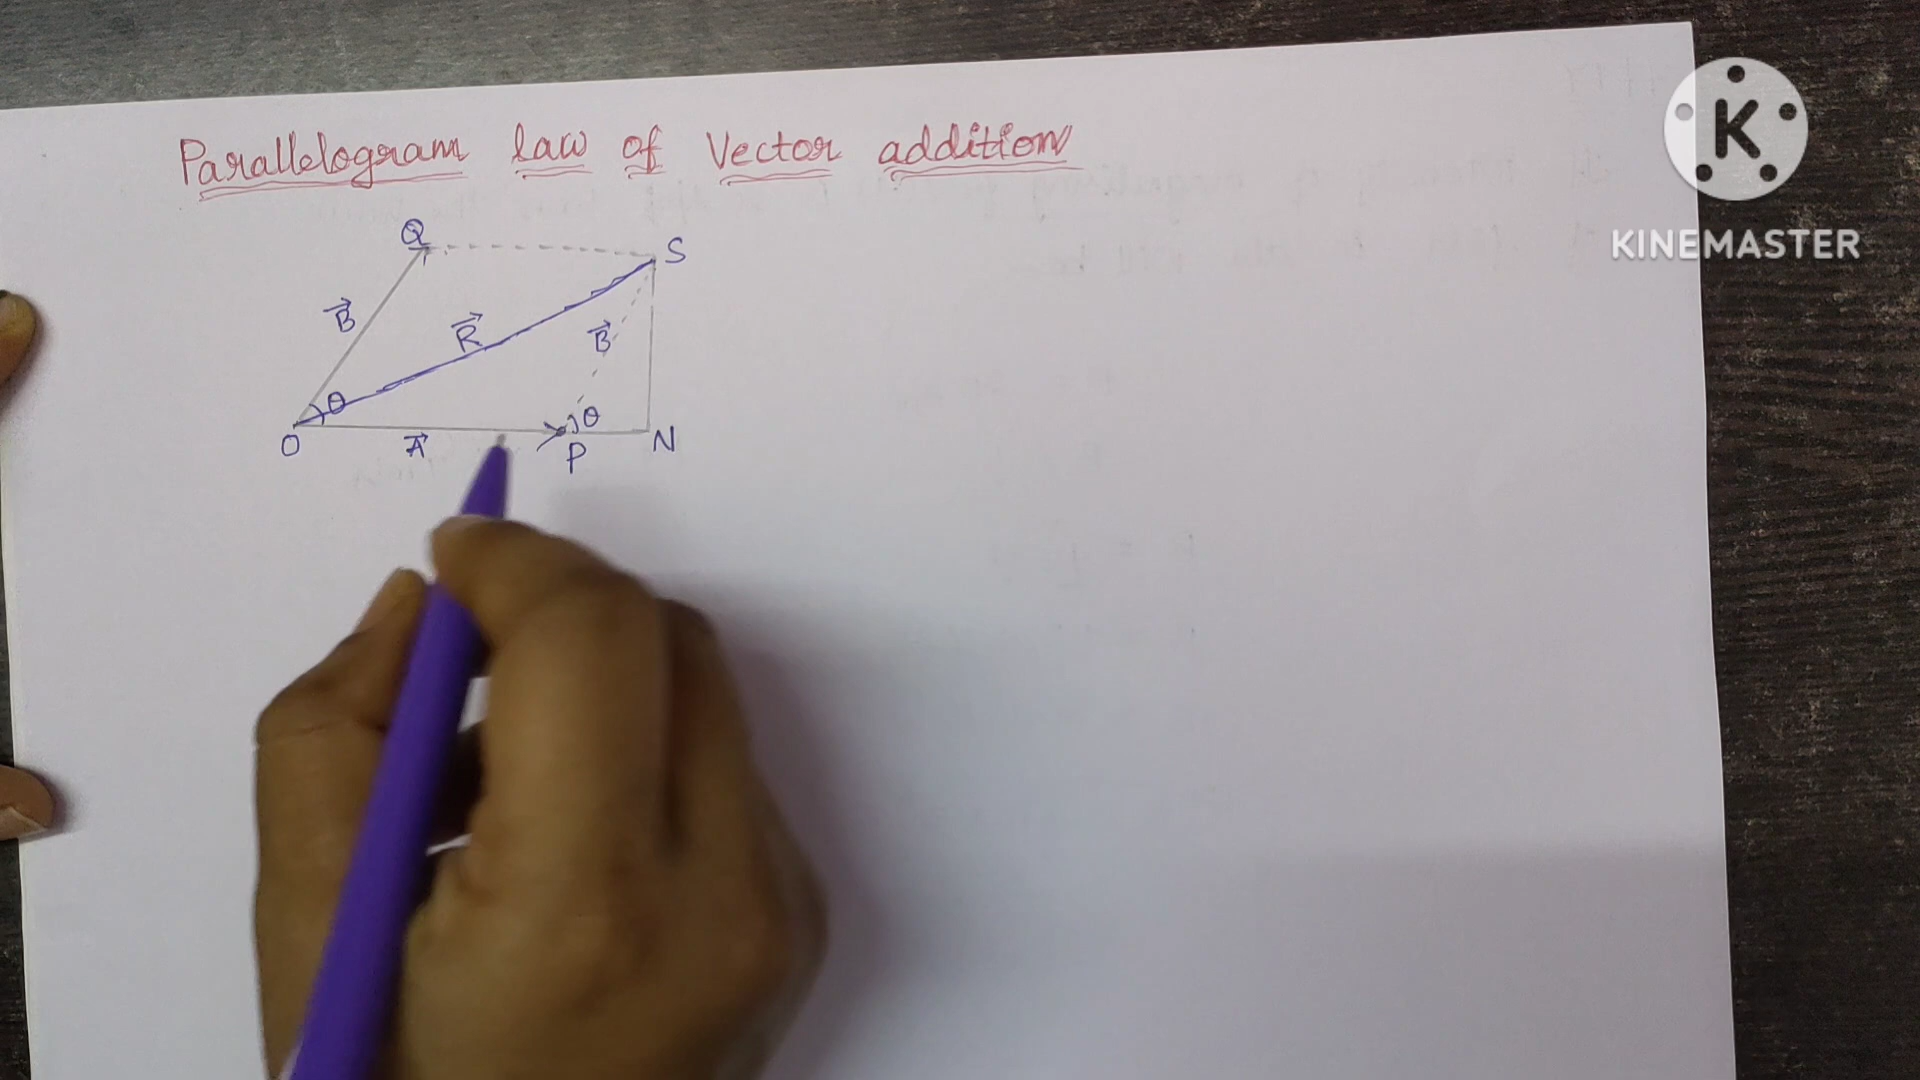 Parallelogram law of Vector addition
Q
S
B⃗
R⃗
B⃗
θ
θ
O
A⃗
P
N
K
KINEMASTER